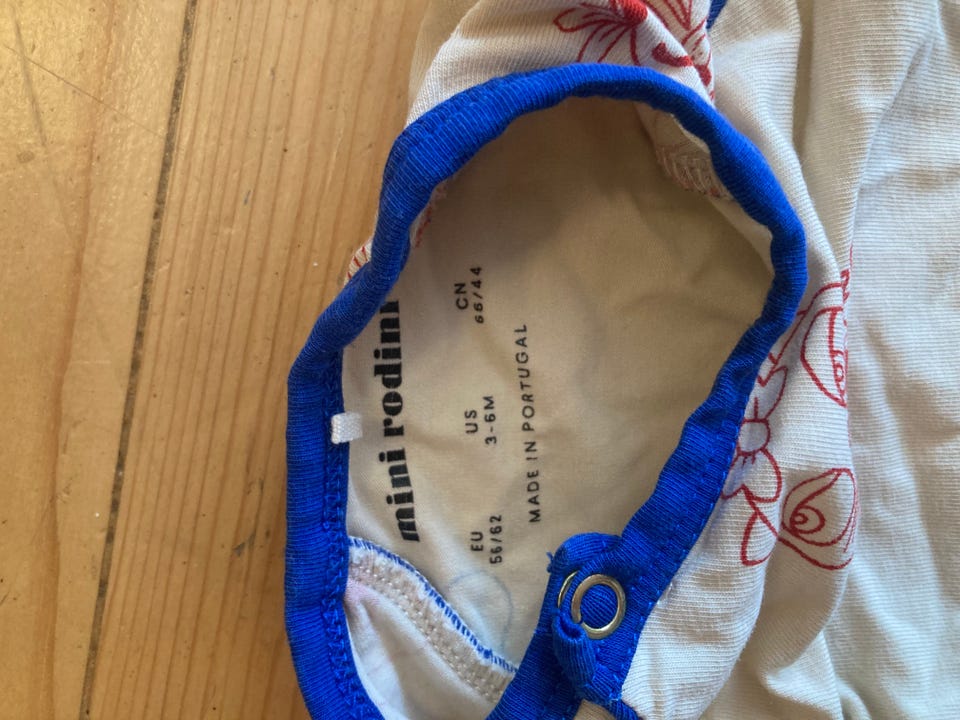 mini rodini
EU US CN
56/62 3-6M 66/44
MADE IN PORTUGAL